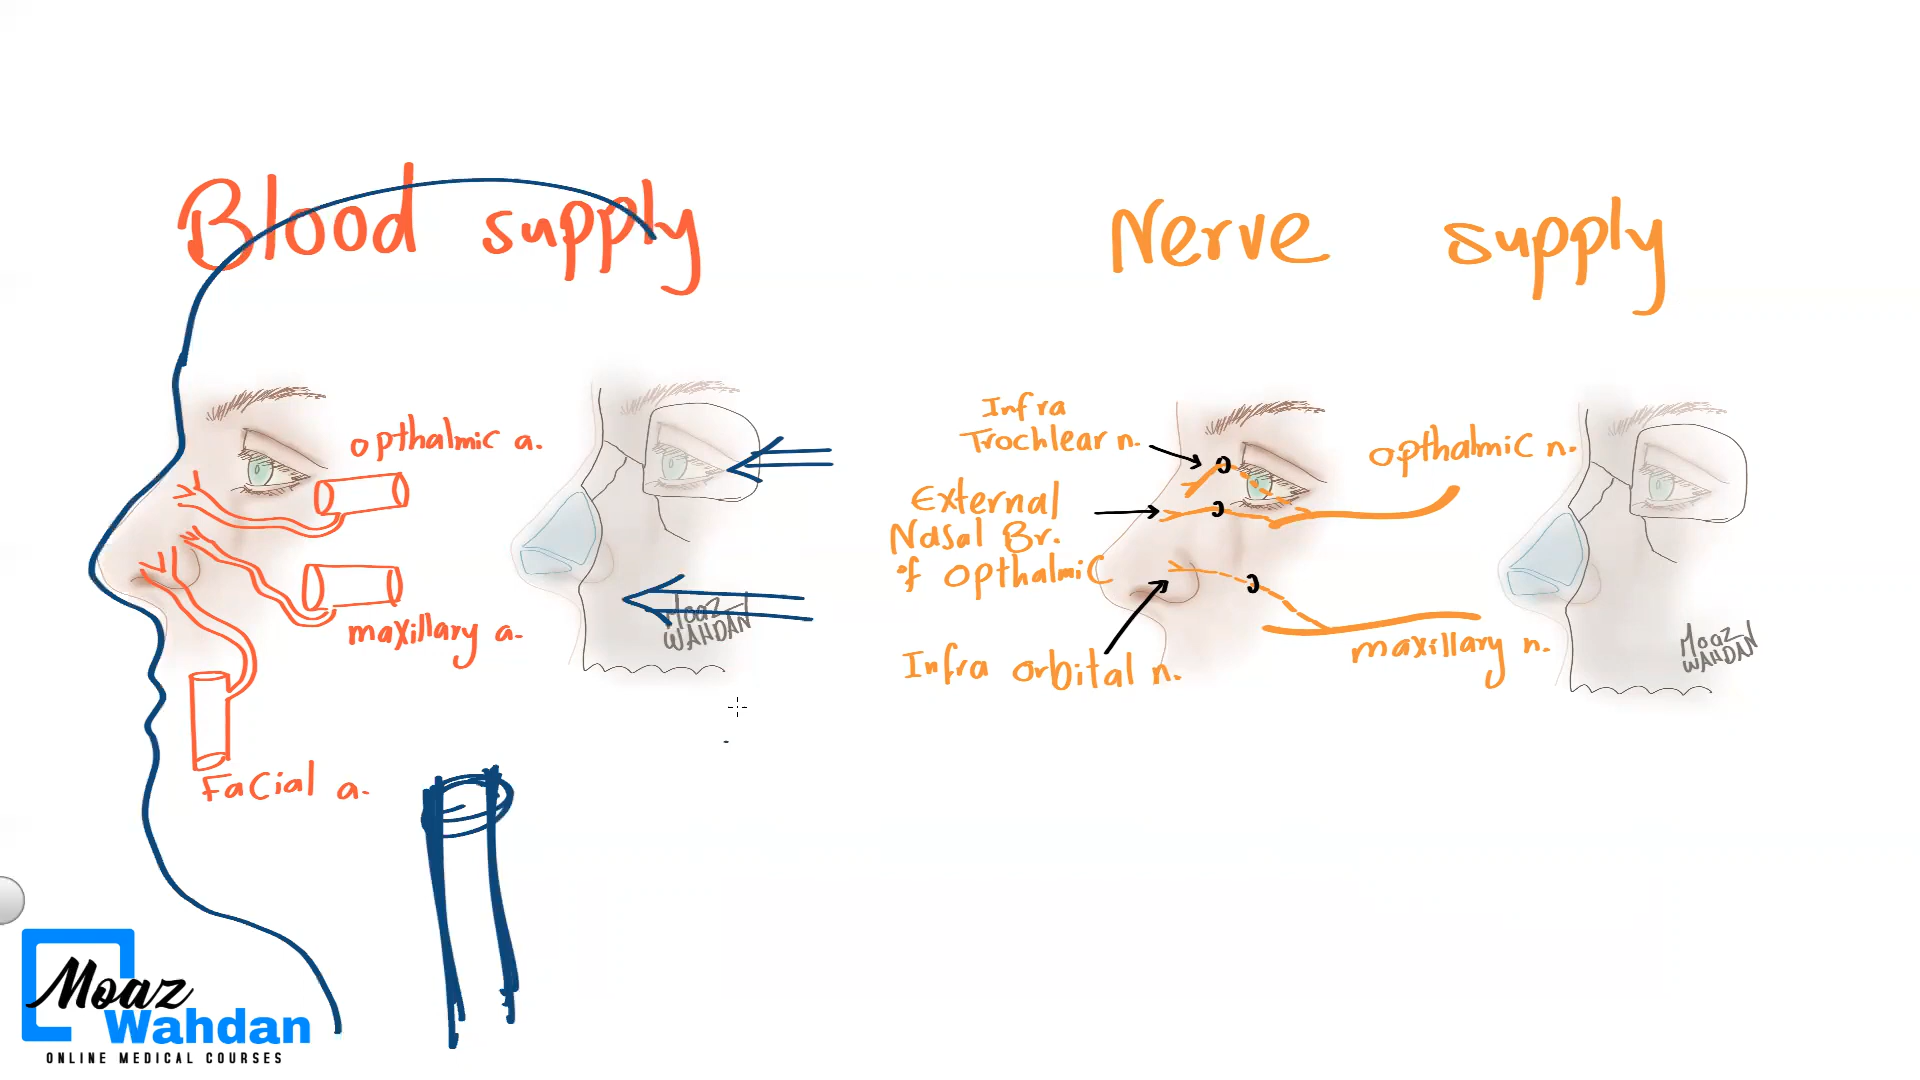 Blood supply
opthalmic a.
maxillary a.
Facial a.
Moaz
WAHDAN
Nerve supply
Infra
Trochlear n.
External
Nasal Br.
of opthalmic
Infra orbital n.
opthalmic n.
maxillary n.
Moaz
WAHDAN
Moaz
Wahdan
ONLINE MEDICAL COURSES